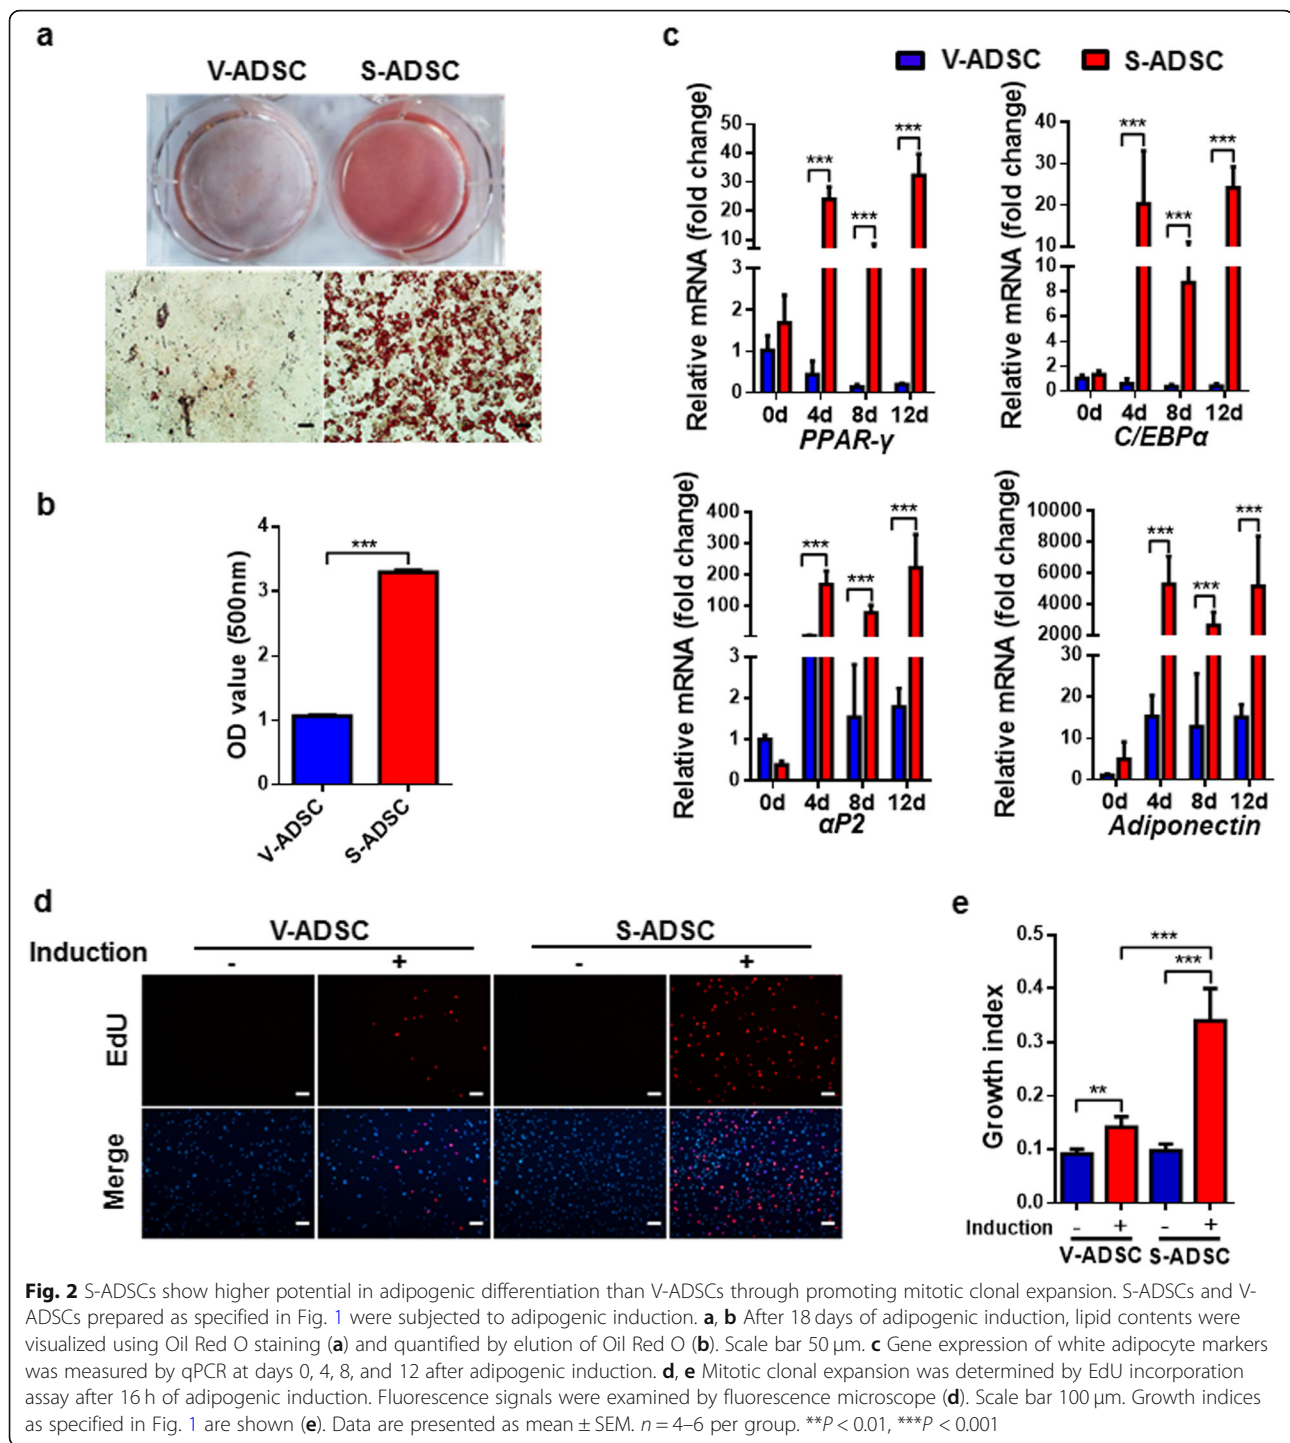 a
V-ADSC S-ADSC
b
OD value (500nm)
4
3
2
1
0
***
V-ADSC
S-ADSC
c
V-ADSC S-ADSC
Relative mRNA (fold change)
50
40
30
20
10
3
2
1
0
***
***
***
0d 4d 8d 12d
PPAR-γ
Relative mRNA (fold change)
40
30
20
10
10
8
6
4
2
0
***
***
***
0d 4d 8d 12d
C/EBPα
Relative mRNA (fold change)
400
300
200
100
3
2
1
0
***
***
***
0d 4d 8d 12d
αP2
Relative mRNA (fold change)
10000
8000
6000
4000
2000
30
20
10
0
***
***
***
0d 4d 8d 12d
Adiponectin
d
V-ADSC S-ADSC
Induction - + - +
EdU
Merge
e
Growth index
0.5
0.4
0.3
0.2
0.1
0.0
**
***
***
Induction - + - +
V-ADSC S-ADSC
Fig. 2 S-ADSCs show higher potential in adipogenic differentiation than V-ADSCs through promoting mitotic clonal expansion. S-ADSCs and V-
ADSCs prepared as specified in Fig. 1 were subjected to adipogenic induction. a, b After 18 days of adipogenic induction, lipid contents were
visualized using Oil Red O staining (a) and quantified by elution of Oil Red O (b). Scale bar 50 μm. c Gene expression of white adipocyte markers
was measured by qPCR at days 0, 4, 8, and 12 after adipogenic induction. d, e Mitotic clonal expansion was determined by EdU incorporation
assay after 16 h of adipogenic induction. Fluorescence signals were examined by fluorescence microscope (d). Scale bar 100 μm. Growth indices
as specified in Fig. 1 are shown (e). Data are presented as mean ± SEM. n = 4–6 per group. **P < 0.01, ***P < 0.001